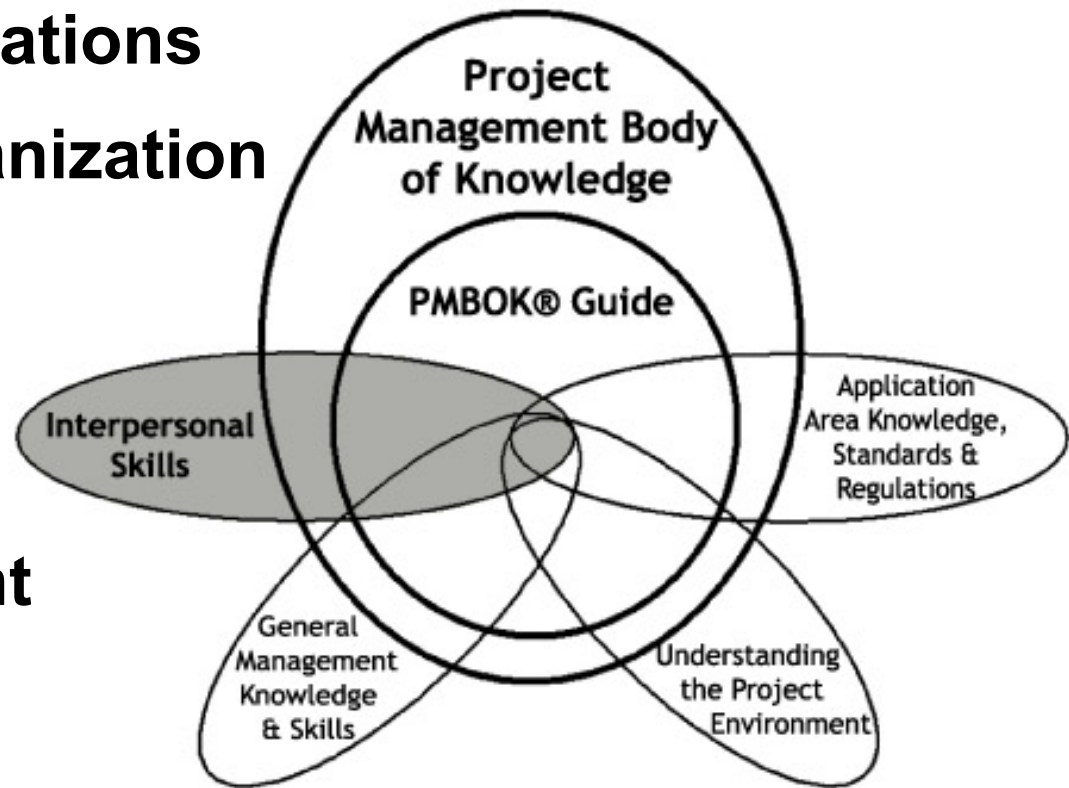 ations
anization
nt
Project
Management Body
of Knowledge
PMBOK® Guide
Interpersonal
Skills
Application
Area Knowledge,
Standards &
Regulations
General
Management
Knowledge
& Skills
Understanding
the Project
Environment